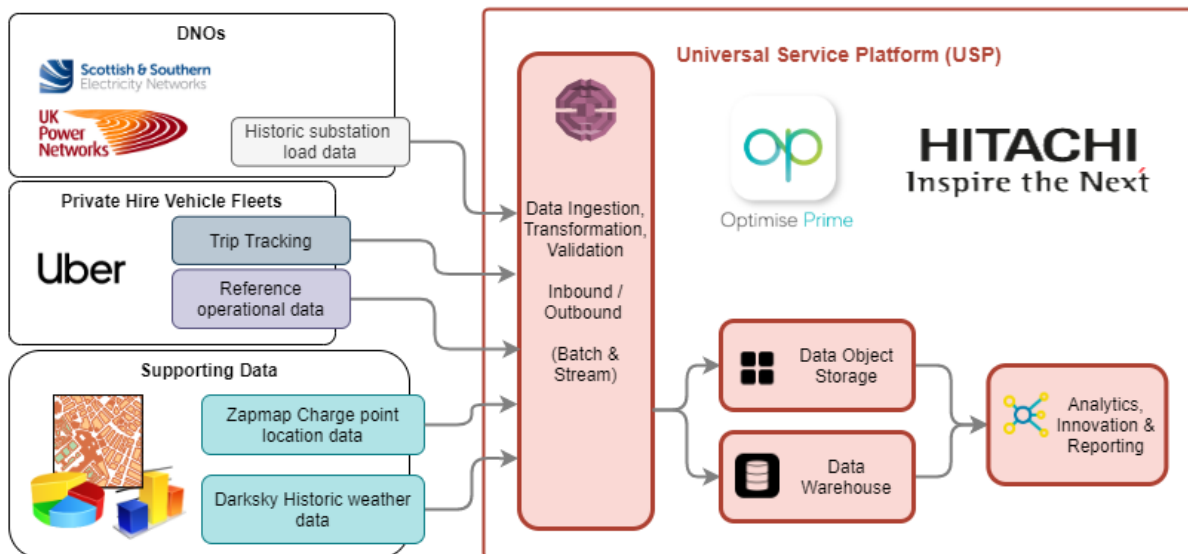 DNOs
Scottish & Southern
Electricity Networks
UK
Power
Networks
Historic substation
load data
Private Hire Vehicle Fleets
Uber
Trip Tracking
Reference
operational data
Supporting Data
Zapmap Charge point
location data
Darksky Historic weather
data
Universal Service Platform (USP)
Data Ingestion,
Transformation,
Validation
Inbound /
Outbound
(Batch &
Stream)
op
Optimise Prime
HITACHI
Inspire the Next
Data Object
Storage
Data
Warehouse
Analytics,
Innovation &
Reporting